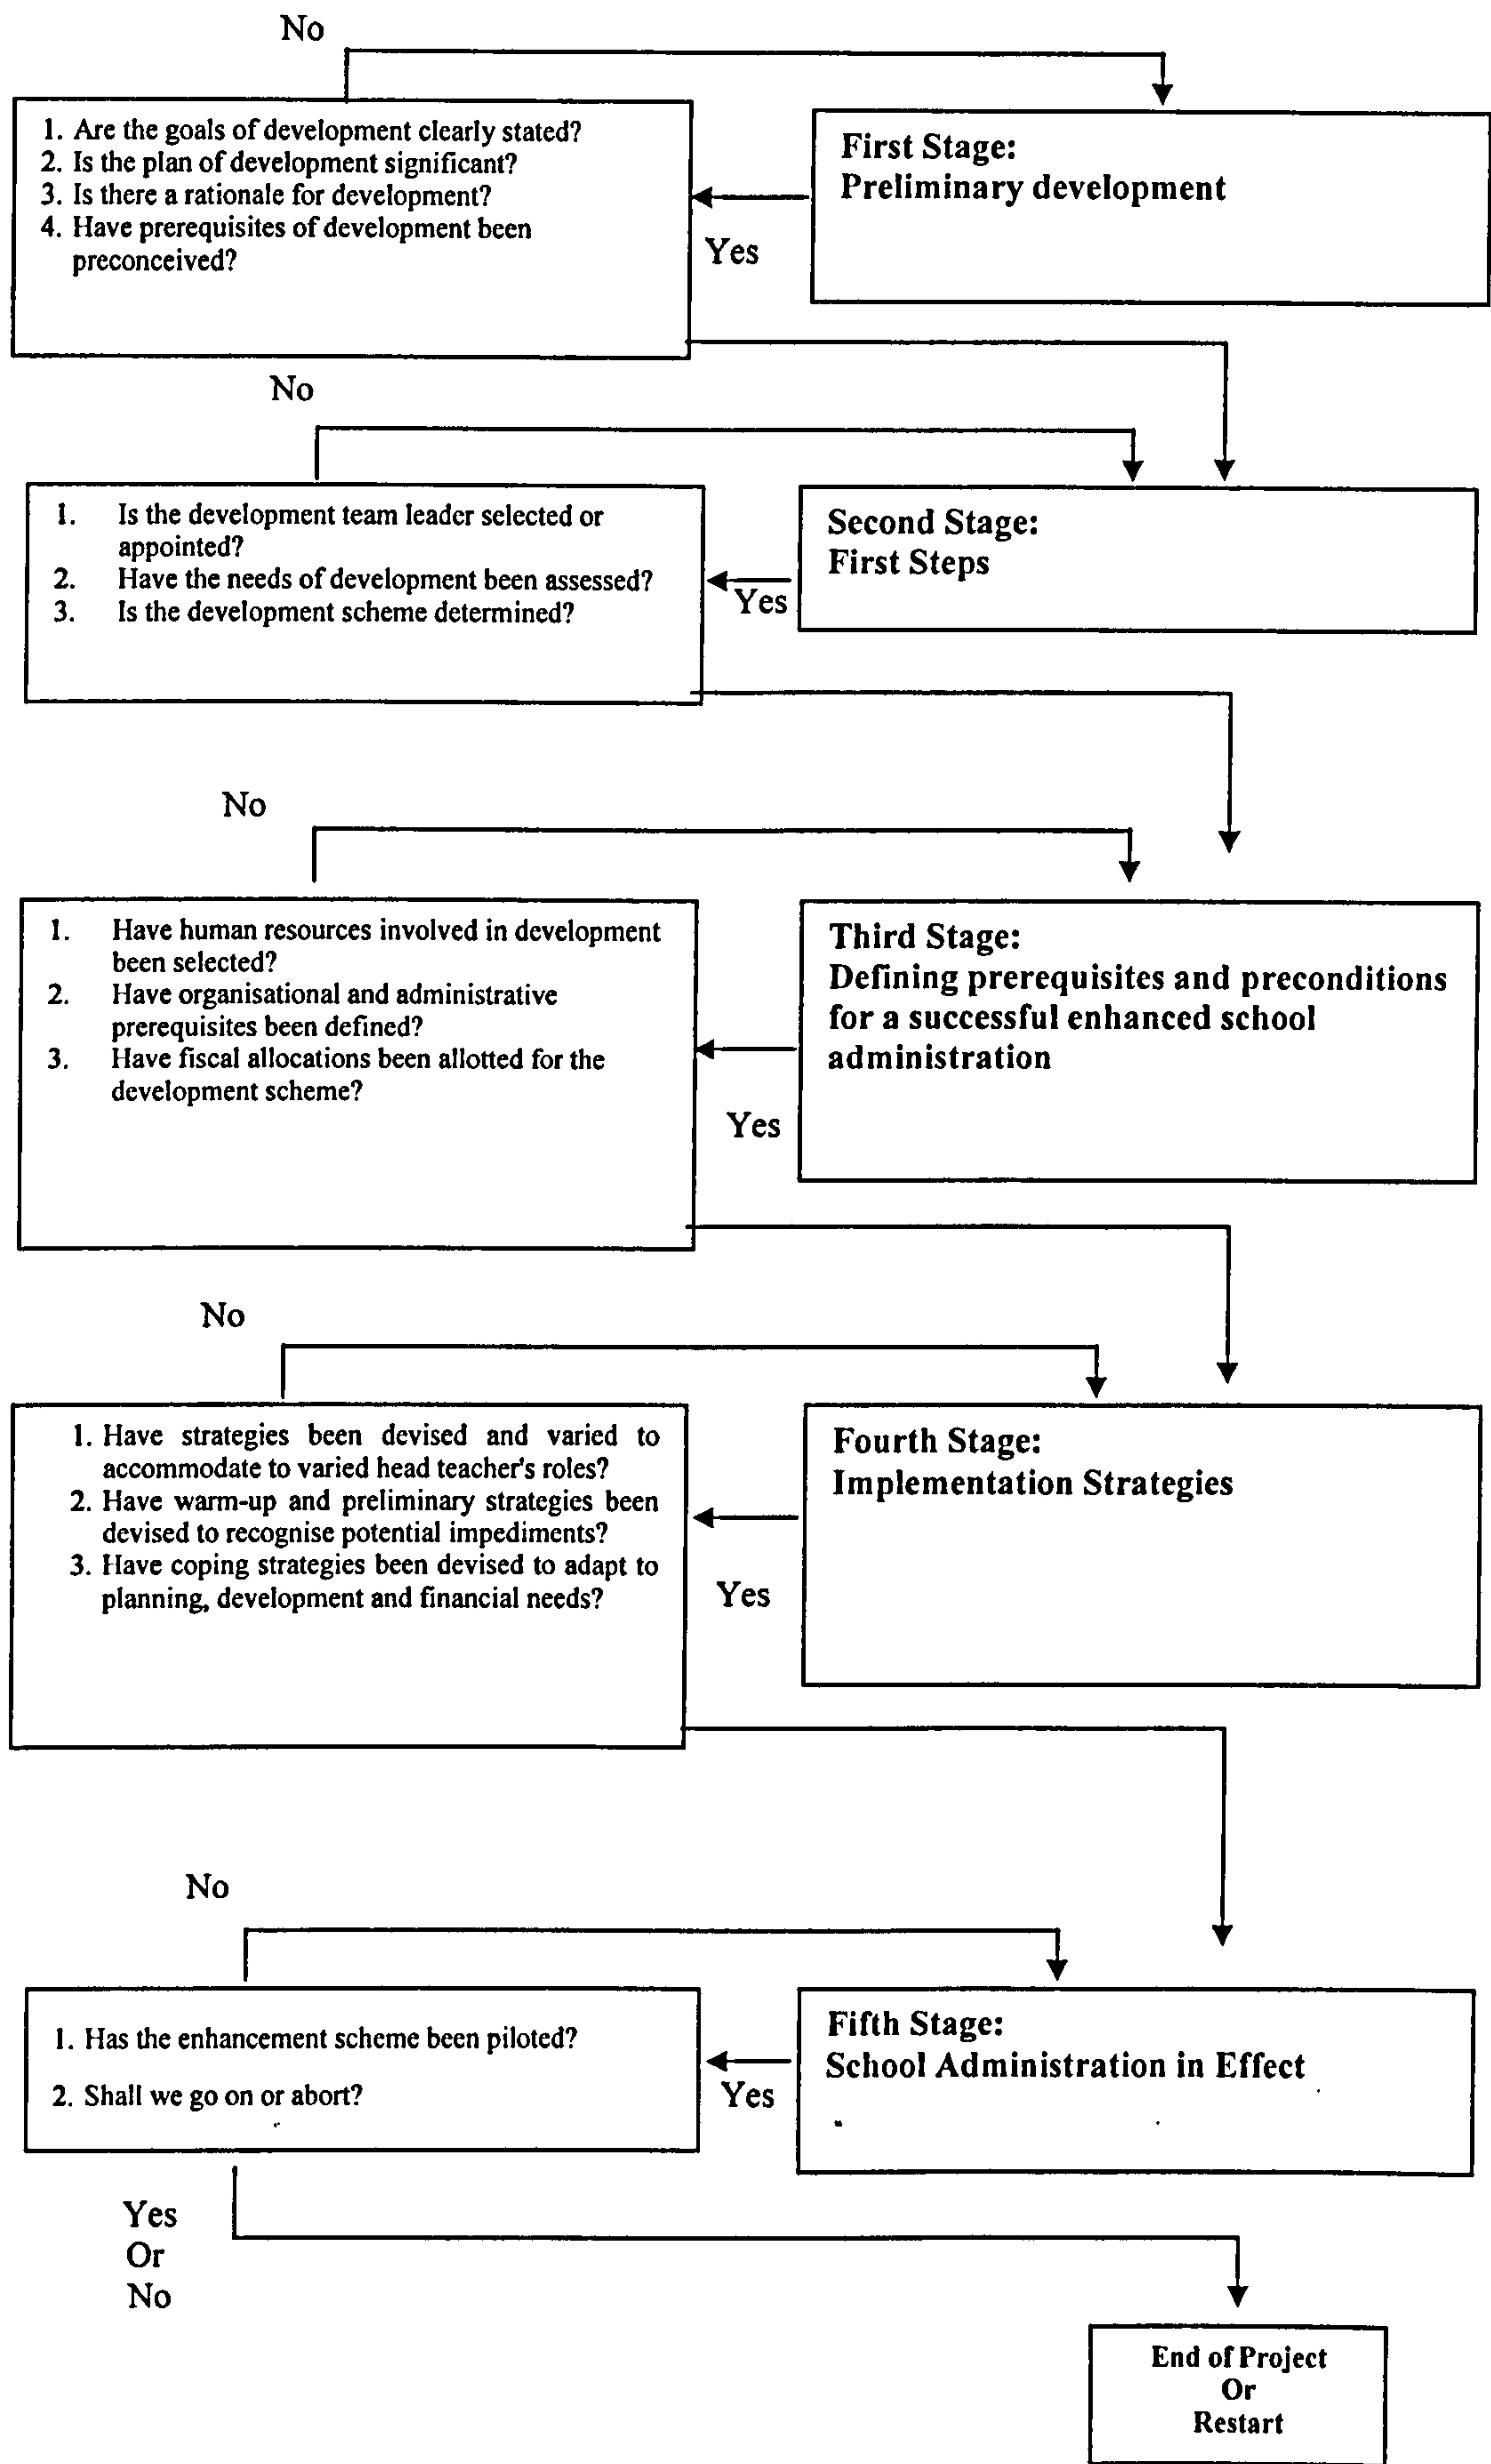 No
1. Are the goals of development clearly stated?
2. Is the plan of development significant?
3. Is there a rationale for development?
4. Have prerequisites of development been
preconceived?
Yes
First Stage:
Preliminary development
No
1. Is the development team leader selected or
appointed?
2. Have the needs of development been assessed?
3. Is the development scheme determined?
Yes
Second Stage:
First Steps
No
1. Have human resources involved in development
been selected?
2. Have organisational and administrative
prerequisites been defined?
3. Have fiscal allocations been allotted for the
development scheme?
Yes
Third Stage:
Defining prerequisites and preconditions
for a successful enhanced school
administration
No
1. Have strategies been devised and varied to
accommodate to varied head teacher's roles?
2. Have warm-up and preliminary strategies been
devised to recognise potential impediments?
3. Have coping strategies been devised to adapt to
planning, development and financial needs?
Yes
Fourth Stage:
Implementation Strategies
No
1. Has the enhancement scheme been piloted?
2. Shall we go on or abort?
Yes
Fifth Stage:
School Administration in Effect
Yes
Or
No
End of Project
Or
Restart